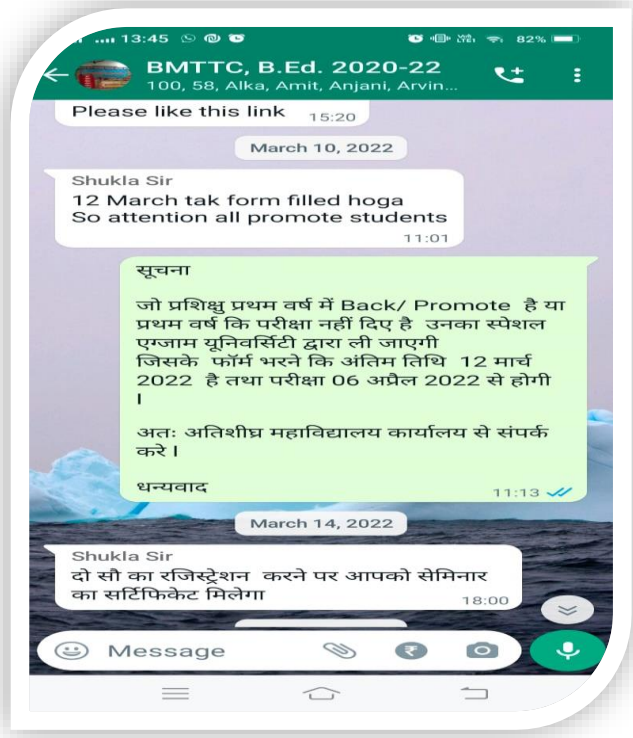 13:45 82%
BMTTC, B.Ed. 2020-22
100, 58, Alka, Amit, Anjani, Arvin...
Please like this link 15:20
March 10, 2022
Shukla Sir
12 March tak form filled hoga
So attention all promote students
11:01
सूचना
जो प्रशिक्षु प्रथम वर्ष में Back/ Promote है या
प्रथम वर्ष कि परीक्षा नहीं दिए है उनका स्पेशल
एग्जाम यूनिवर्सिटी द्वारा ली जाएगी
जिसके फॉर्म भरने कि अंतिम तिथि 12 मार्च
2022 है तथा परीक्षा 06 अप्रैल 2022 से होगी
।
अतः अतिशीघ्र महाविद्यालय कार्यालय से संपर्क
करे ।
धन्यवाद
11:13
March 14, 2022
Shukla Sir
दो सौ का रजिस्ट्रेशन करने पर आपको सेमिनार
का सर्टिफिकेट मिलेगा
18:00
Message